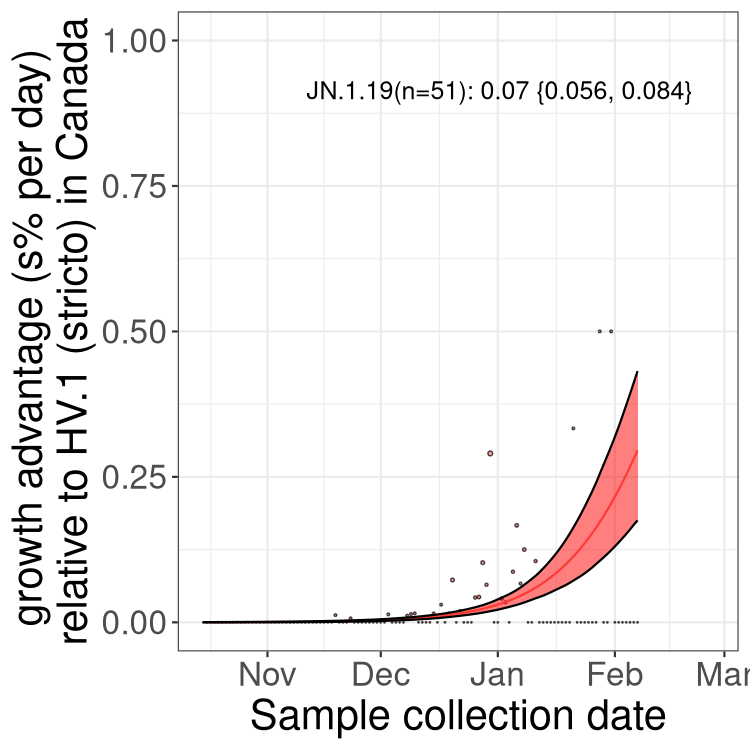 growth advantage (s% per day)
relative to HV.1 (stricto) in Canada
1.00
0.75
0.50
0.25
0.00
JN.1.19(n=51): 0.07 {0.056, 0.084}
Nov Dec Jan Feb Mar
Sample collection date